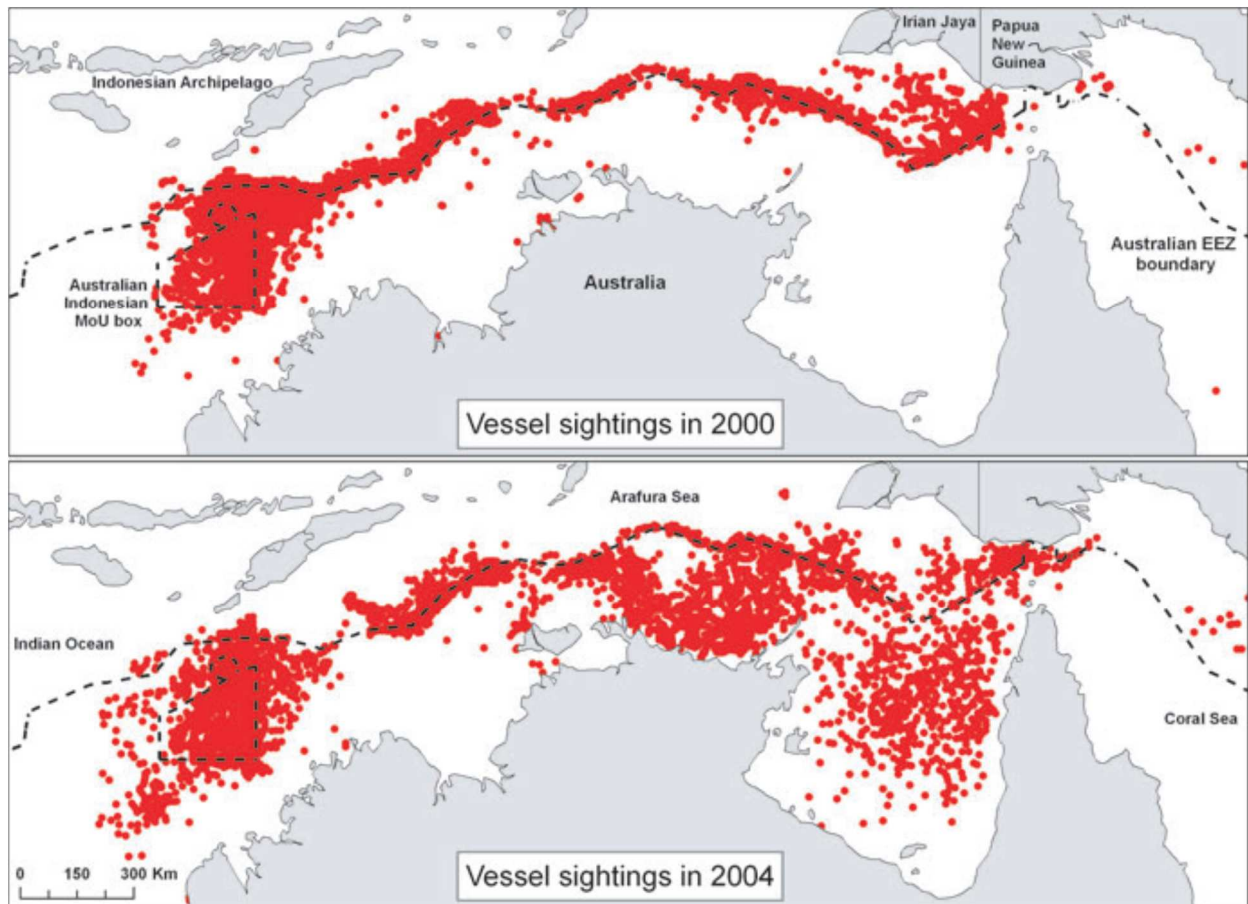 Irian Jaya
Papua
New
Guinea
Indonesian Archipelago
Australian EEZ
boundary
Australian
Indonesian
MoU box
Australia
Vessel sightings in 2000
Arafura Sea
Indian Ocean
Coral Sea
0 150 300 Km
Vessel sightings in 2004